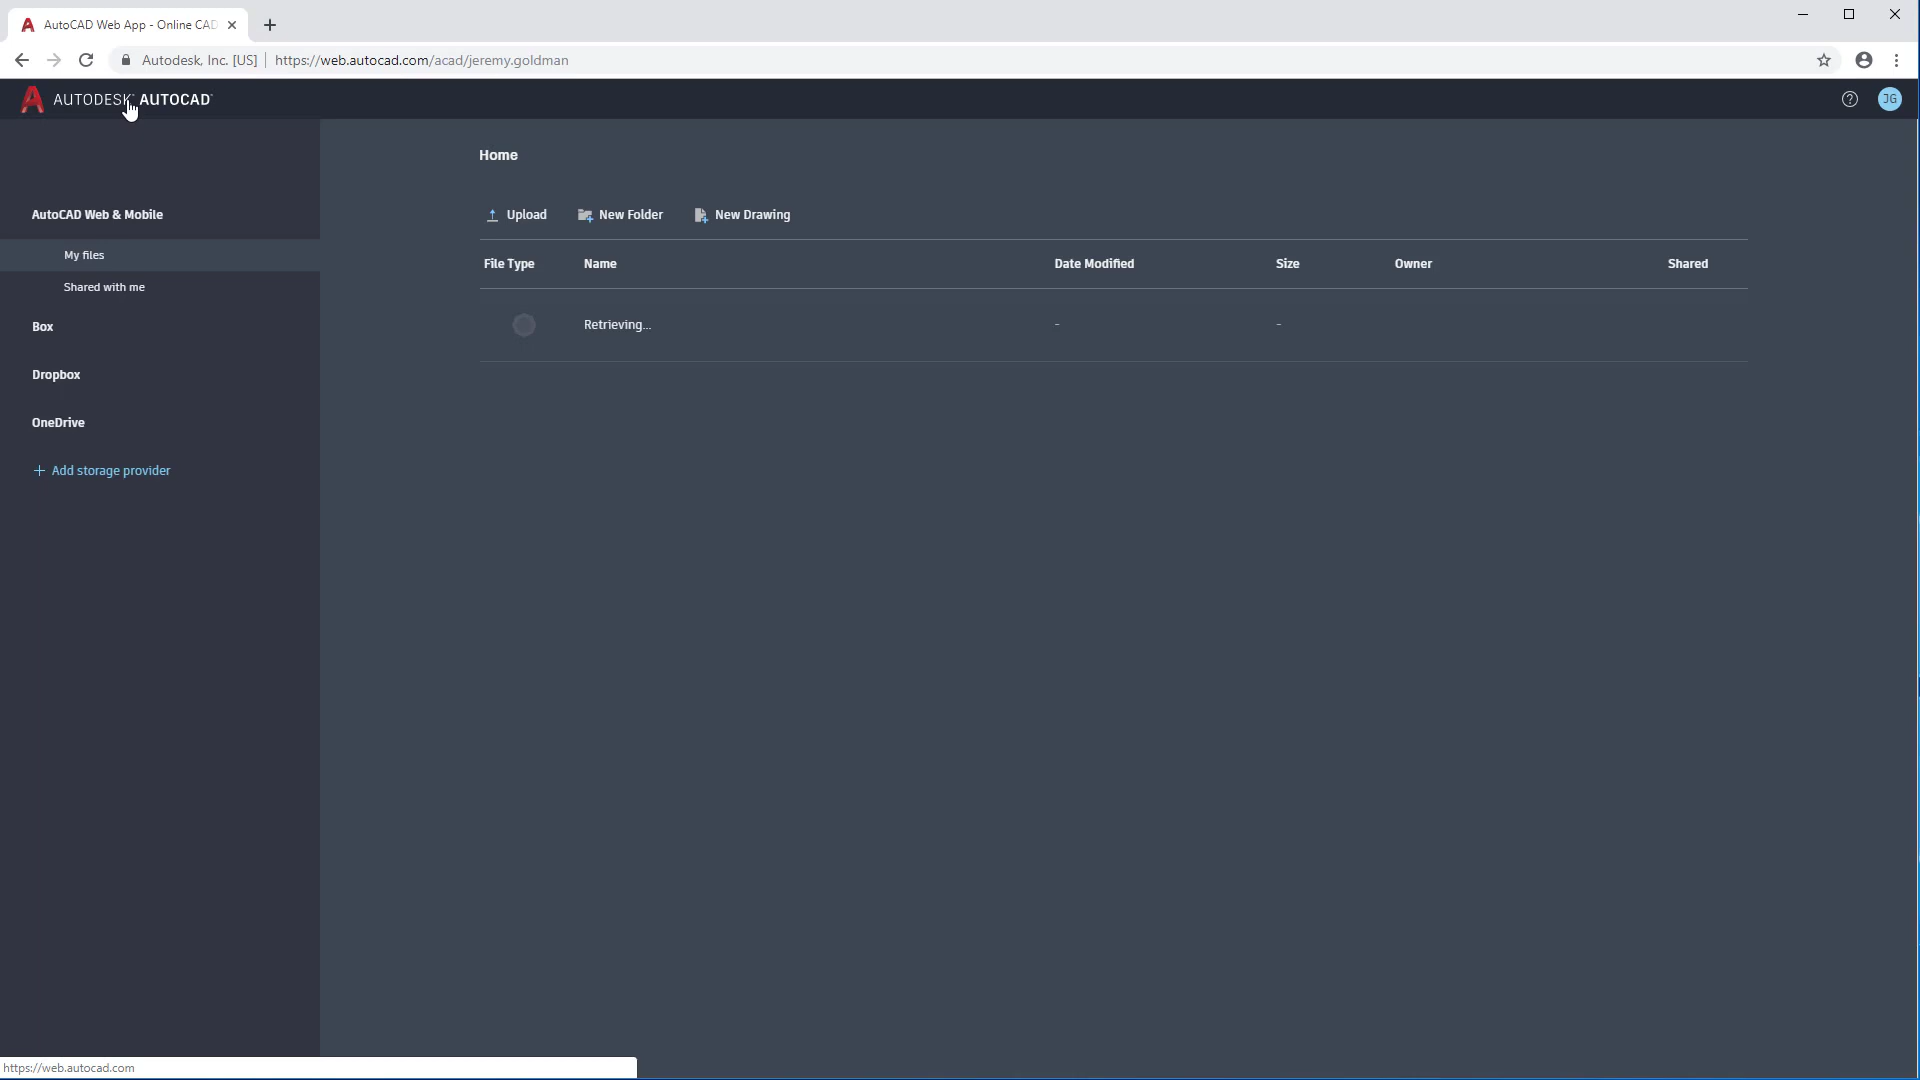 AutoCAD Web App - Online CAD
Autodesk, Inc. [US] | https://web.autocad.com/acad/jeremy.goldman
AUTODESK® AUTOCAD®
JG
Home
AutoCAD Web & Mobile
Upload
New Folder
New Drawing
My files
File Type
Name
Date Modified
Size
Owner
Shared
Shared with me
Box
Retrieving...
-
-
Dropbox
OneDrive
+ Add storage provider
https://web.autocad.com